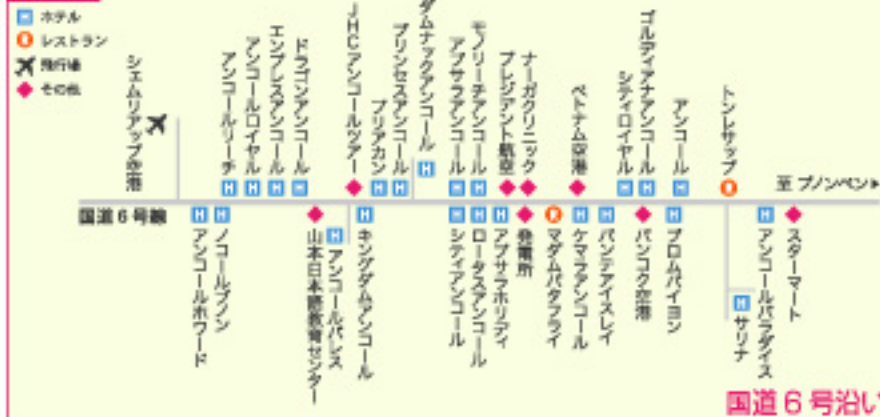 ホテル
レストラン
飛行場
その他
シェムリアップ空港
アンコールリーチ
アンコールロイヤル
エンプレスアンコール
ドラゴンアンコール
JHCアンコールツアー
プリアカン
プリンセスアンコール
ダムナックアンコール
アプサラアンコール
モノリーチアンコール
プレジデント航空
ナーガクリニック
ベトナム空港
シティロイヤル
ゴルディアナアンコール
アンコール
トンレサップ
至 プノンペン
国道6号線
アンコールホワード
ノコールプノン
山本日本語教育センター
アンコールパレス
キングダムアンコール
シティアンコール
ロータスアンコール
アプサラホリディ
発電所
マダムバタフライ
ケマラアンコール
バンテアイスレイ
バンコク空港
プロムバイヨン
サリナ
アンコールパラダイス
スターマート
国道6号沿い